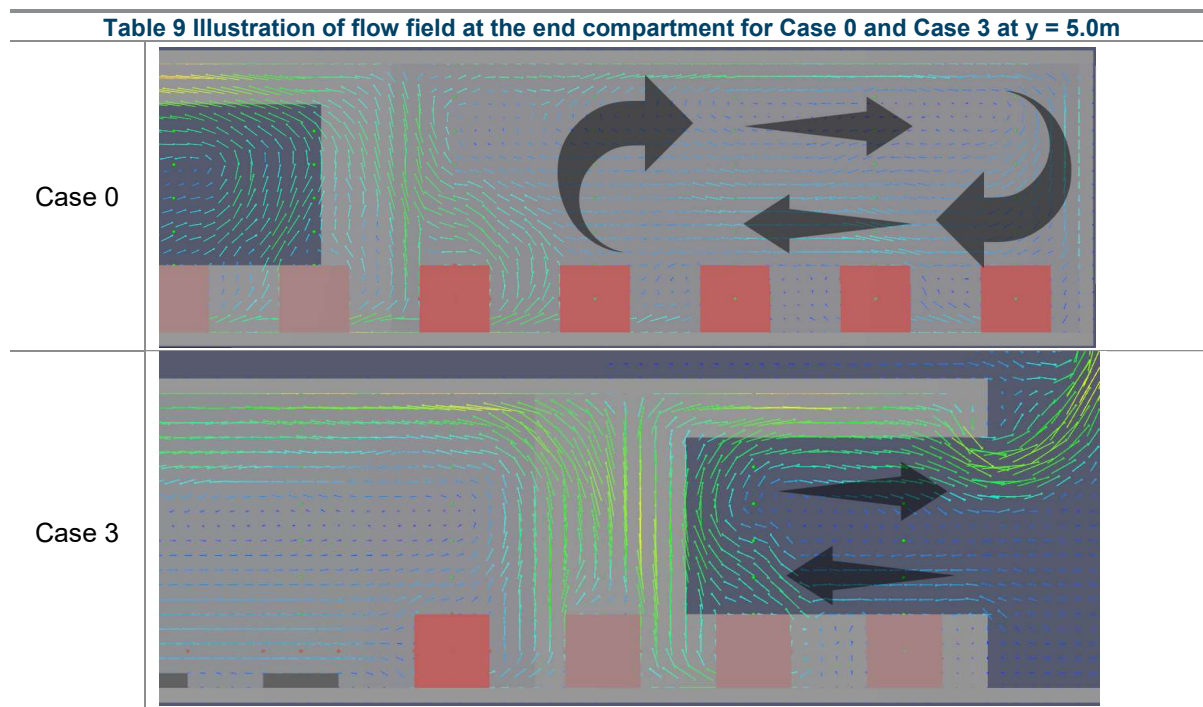 Table 9 Illustration of flow field at the end compartment for Case 0 and Case 3 at y = 5.0m
Case 0
Case 3